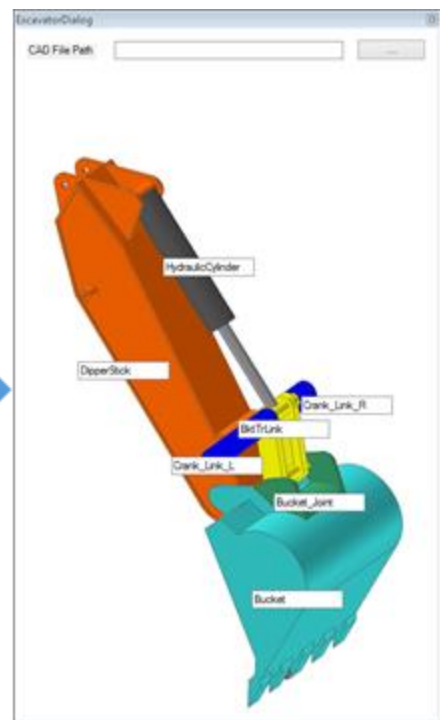 ExcavatorDialog
CAD File Path
...
HydraulicCylinder
DipperStick
Crank_Link_R
BktTrLink
Crank_Link_L
Bucket_Joint
Bucket